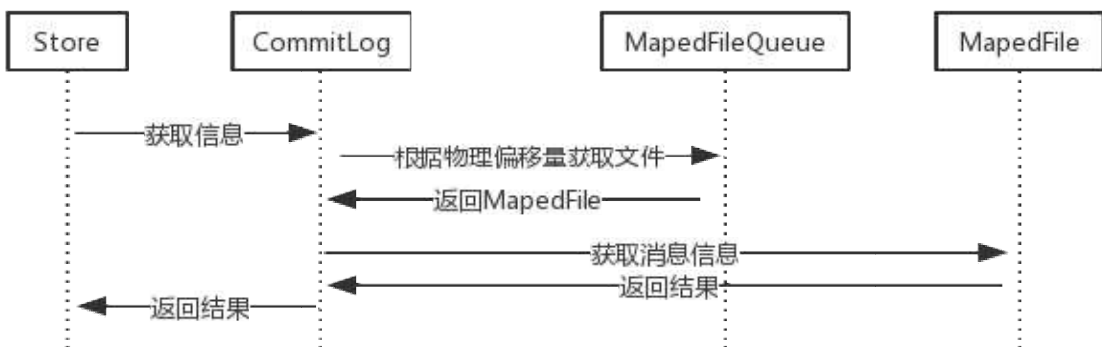 Store
CommitLog
MapedFileQueue
MapedFile
获取信息
根据物理偏移量获取文件
返回MapedFile
获取消息信息
返回结果
返回结果